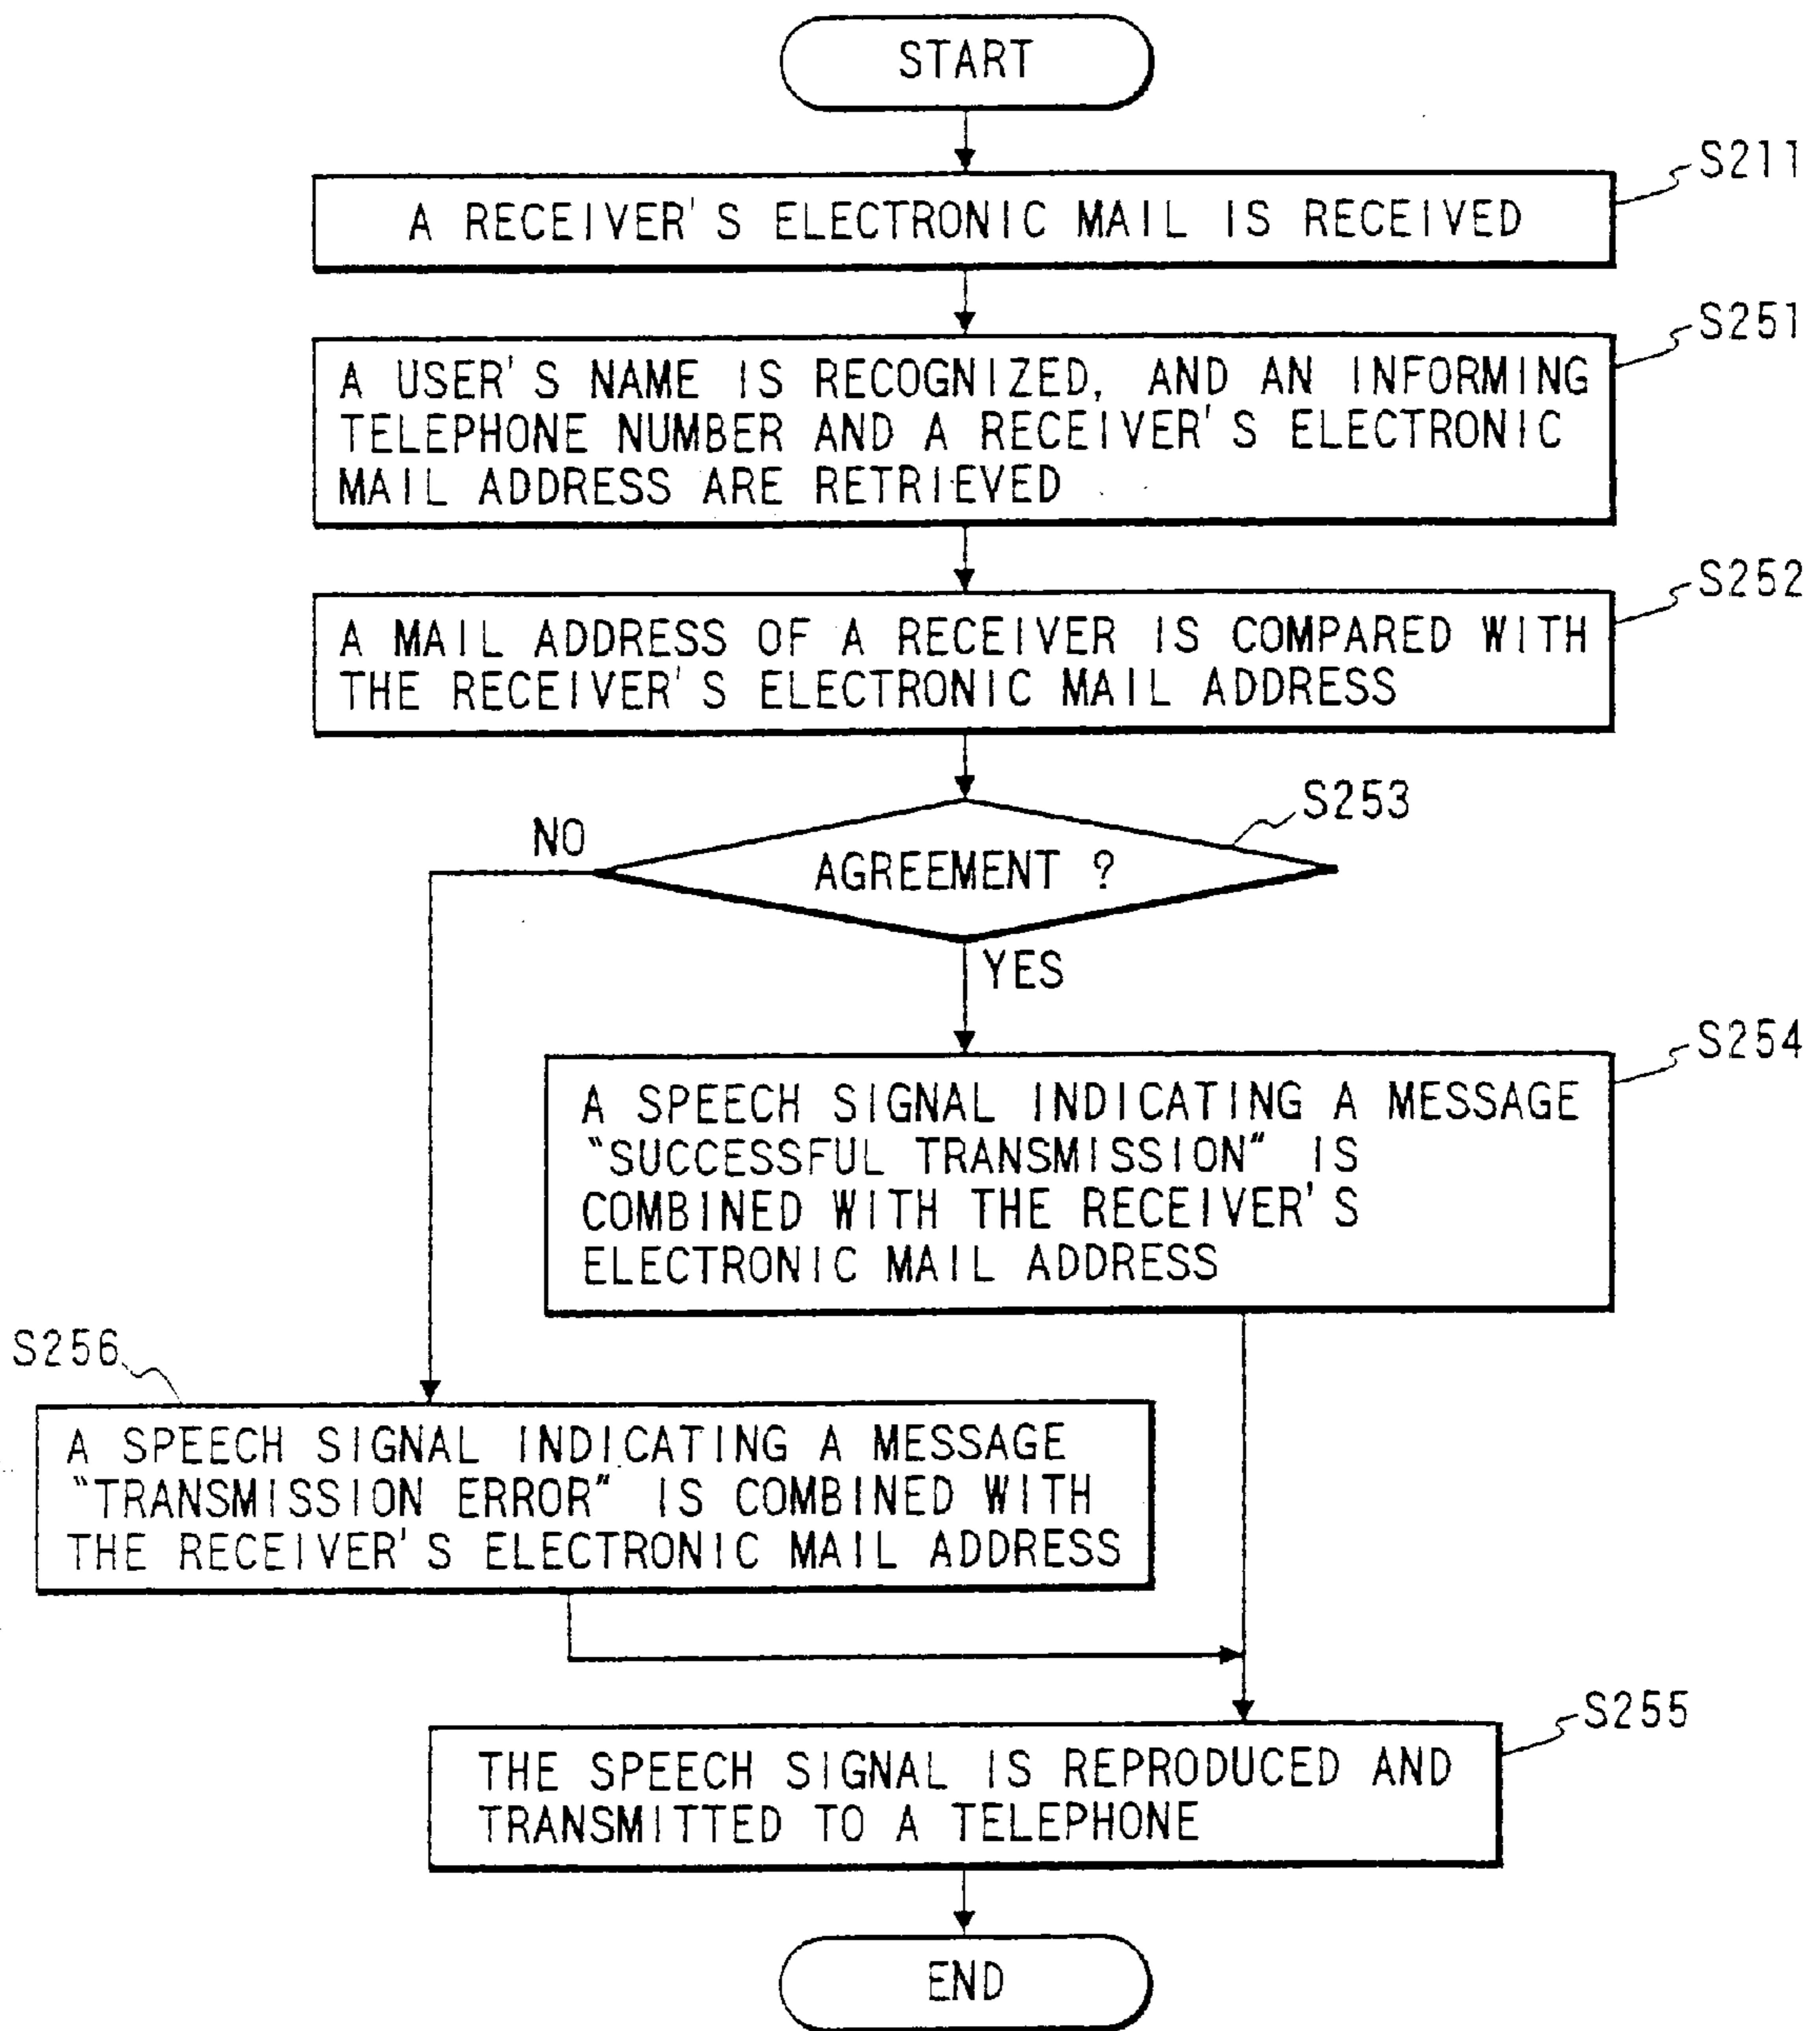 START
S211
A RECEIVER'S ELECTRONIC MAIL IS RECEIVED
S251
A USER'S NAME IS RECOGNIZED, AND AN INFORMING
TELEPHONE NUMBER AND A RECEIVER'S ELECTRONIC
MAIL ADDRESS ARE RETRIEVED
S252
A MAIL ADDRESS OF A RECEIVER IS COMPARED WITH
THE RECEIVER'S ELECTRONIC MAIL ADDRESS
S253
NO
AGREEMENT ?
YES
S254
A SPEECH SIGNAL INDICATING A MESSAGE
"SUCCESSFUL TRANSMISSION" IS
COMBINED WITH THE RECEIVER'S
ELECTRONIC MAIL ADDRESS
S256
A SPEECH SIGNAL INDICATING A MESSAGE
"TRANSMISSION ERROR" IS COMBINED WITH
THE RECEIVER'S ELECTRONIC MAIL ADDRESS
S255
THE SPEECH SIGNAL IS REPRODUCED AND
TRANSMITTED TO A TELEPHONE
END